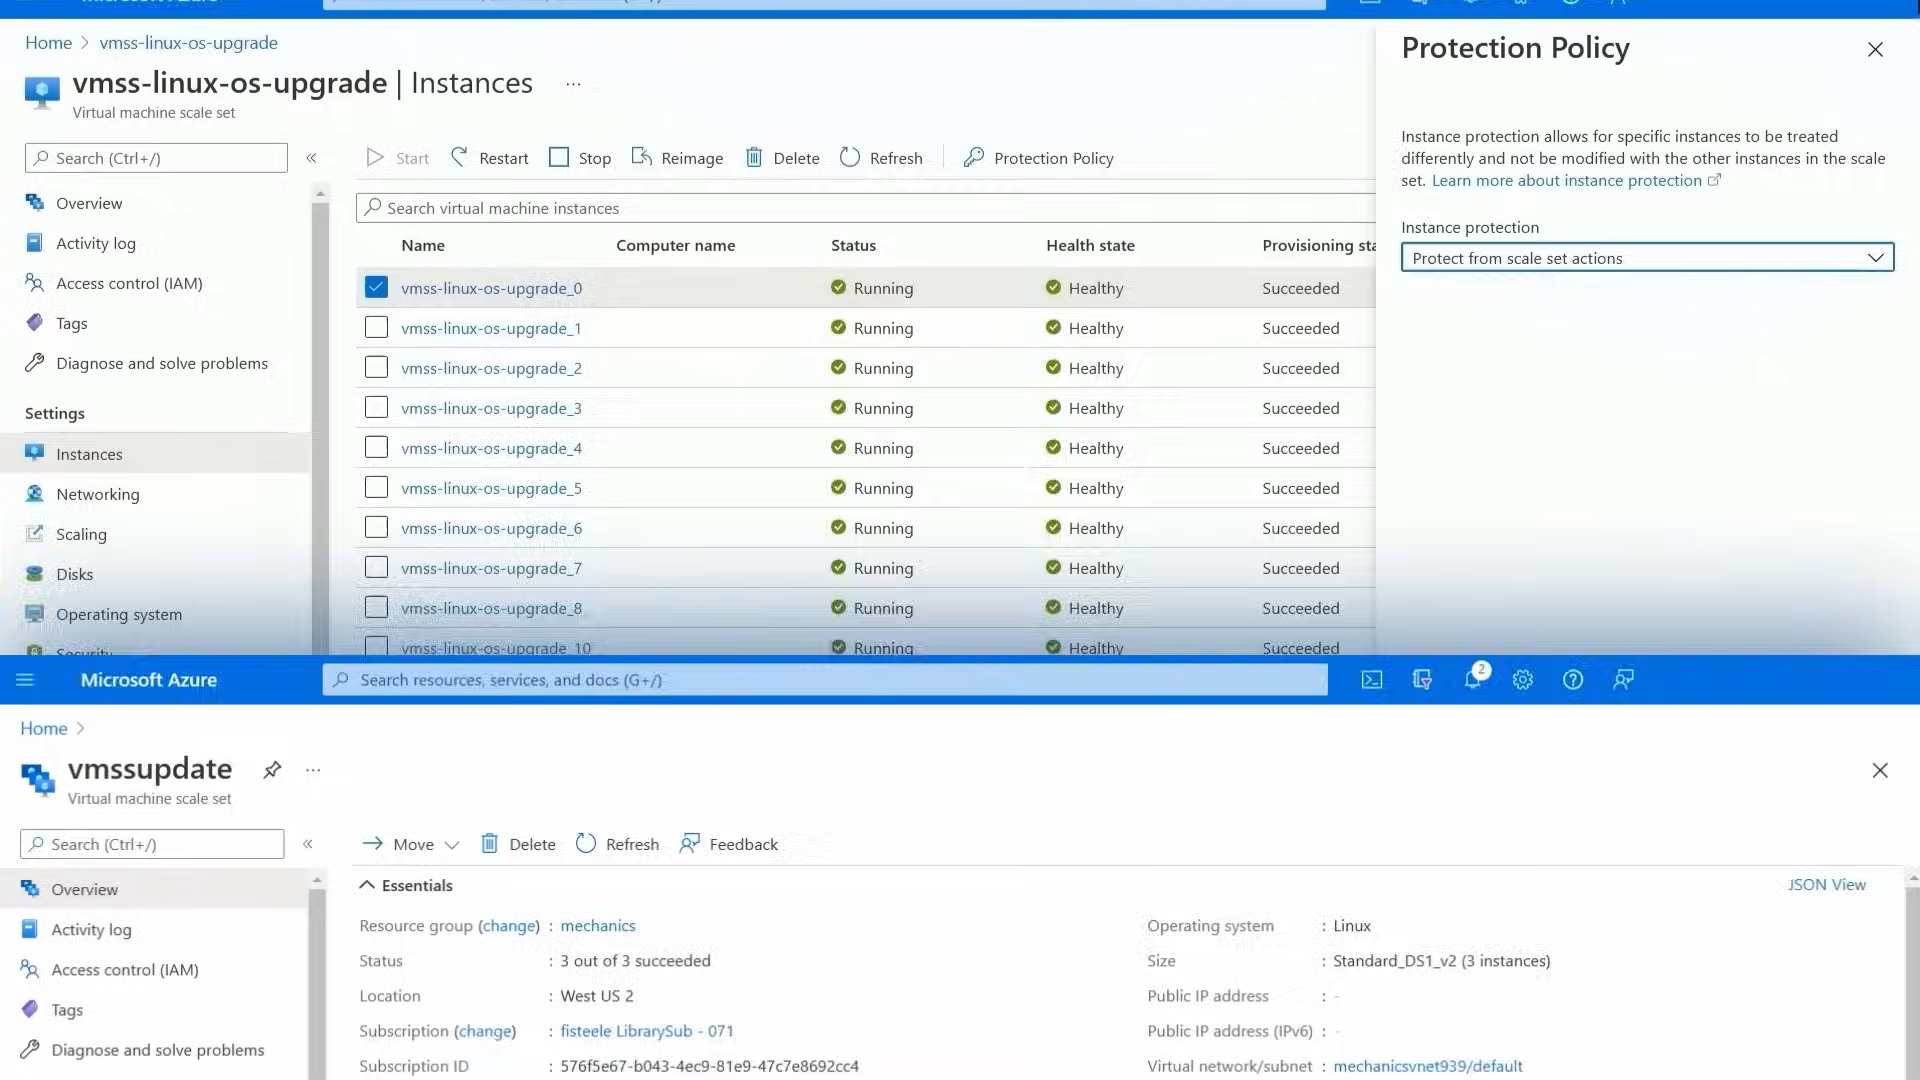 Home > vmss-linux-os-upgrade
vmss-linux-os-upgrade | Instances ...
Virtual machine scale set
Search (Ctrl+/) «
Overview
Activity log
Access control (IAM)
Tags
Diagnose and solve problems
Settings
Instances
Networking
Scaling
Disks
Operating system
Security
Start Restart Stop Reimage Delete Refresh Protection Policy
Search virtual machine instances
Name Computer name Status Health state Provisioning sta
vmss-linux-os-upgrade_0 Running Healthy Succeeded
vmss-linux-os-upgrade_1 Running Healthy Succeeded
vmss-linux-os-upgrade_2 Running Healthy Succeeded
vmss-linux-os-upgrade_3 Running Healthy Succeeded
vmss-linux-os-upgrade_4 Running Healthy Succeeded
vmss-linux-os-upgrade_5 Running Healthy Succeeded
vmss-linux-os-upgrade_6 Running Healthy Succeeded
vmss-linux-os-upgrade_7 Running Healthy Succeeded
vmss-linux-os-upgrade_8 Running Healthy Succeeded
vmss-linux-os-upgrade_10 Running Healthy Succeeded
Protection Policy
Instance protection allows for specific instances to be treated
differently and not be modified with the other instances in the scale
set. Learn more about instance protection
Instance protection
Protect from scale set actions
Microsoft Azure
Search resources, services, and docs (G+/)
2
Home >
vmssupdate ...
Virtual machine scale set
Search (Ctrl+/) «
Overview
Activity log
Access control (IAM)
Tags
Diagnose and solve problems
Move Delete Refresh Feedback
Essentials
JSON View
Resource group (change) : mechanics
Status : 3 out of 3 succeeded
Location : West US 2
Subscription (change) : fisteele LibrarySub - 071
Subscription ID : 576f5e67-b043-4ec9-81e9-47c7e8692cc4
Operating system : Linux
Size : Standard_DS1_v2 (3 instances)
Public IP address : -
Public IP address (IPv6) : -
Virtual network/subnet : mechanicsvnet939/default